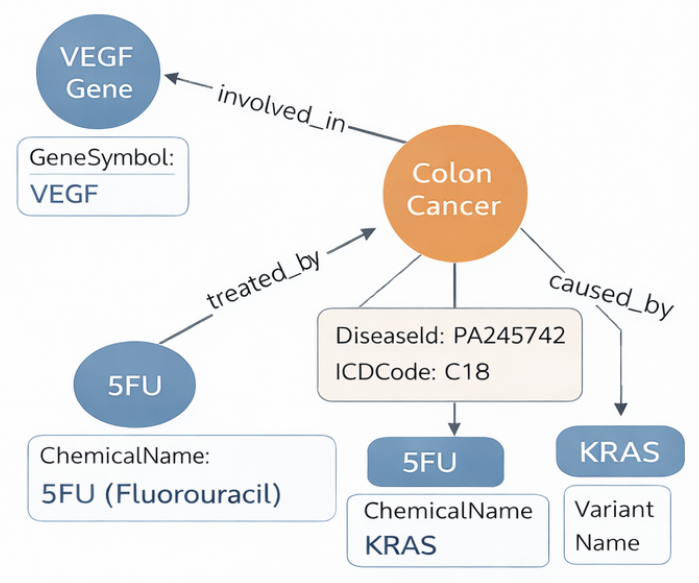 VEGF
Gene
involved_in
GeneSymbol:
VEGF
Colon
Cancer
treated_by
caused_by
DiseaseId: PA245742
ICDCode: C18
5FU
ChemicalName:
5FU (Fluorouracil)
5FU
ChemicalName
KRAS
KRAS
Variant
Name